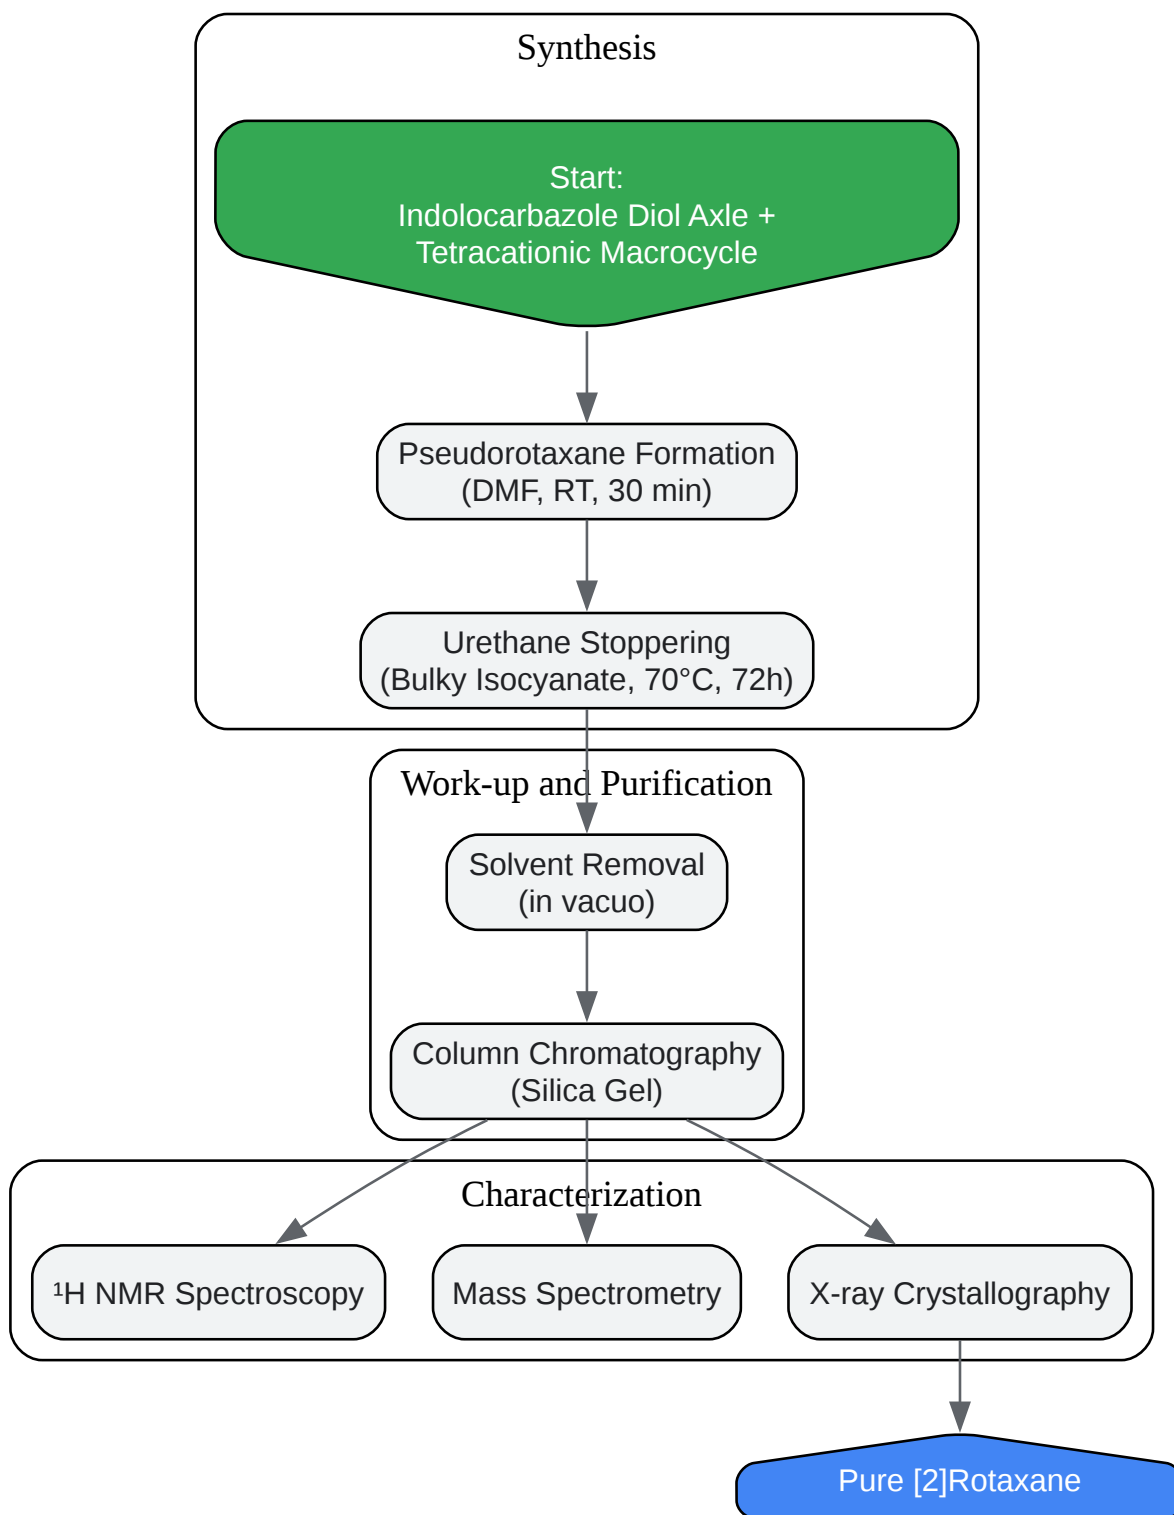 Synthesis
Start:
Indolocarbazole Diol Axle +
Tetracationic Macrocycle
Pseudorotaxane Formation
(DMF, RT, 30 min)
Urethane Stoppering
(Bulky Isocyanate, 70°C, 72h)
Work-up and Purification
Solvent Removal
(in vacuo)
Column Chromatography
(Silica Gel)
Characterization
¹H NMR Spectroscopy
Mass Spectrometry
X-ray Crystallography
Pure [2]Rotaxane